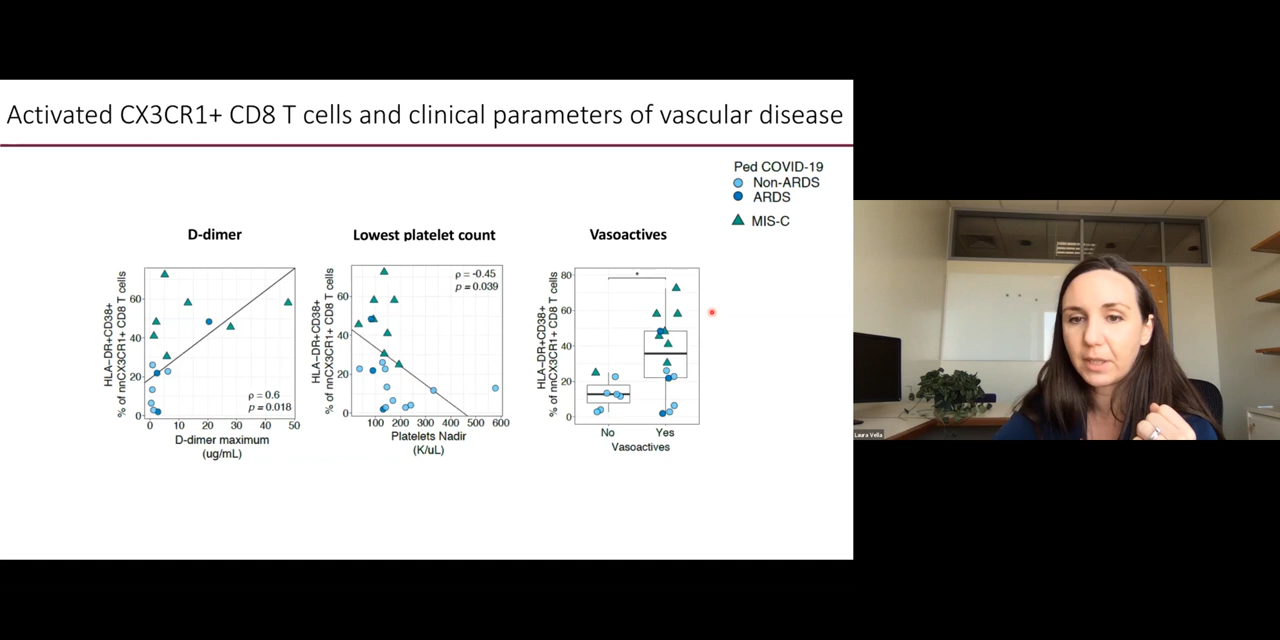 Activated CX3CR1+ CD8 T cells and clinical parameters of vascular disease
Ped COVID-19
Non-ARDS
ARDS
MIS-C
D-dimer
HLA-DR+CD38+
% of nnCX3CR1+ CD8 T cells
60
40
20
0
ρ = 0.6
p = 0.018
0 10 20 30 40 50
D-dimer maximum
(ug/mL)
Lowest platelet count
HLA-DR+CD38+
% of nnCX3CR1+ CD8 T cells
60
40
20
0
ρ = -0.45
p = 0.039
100 200 300 400 500 600
Platelets Nadir
(K/uL)
Vasoactives
HLA-DR+CD38+
% of nnCX3CR1+ CD8 T cells
80
60
40
20
0
*
No Yes
Vasoactives
Laura Vella